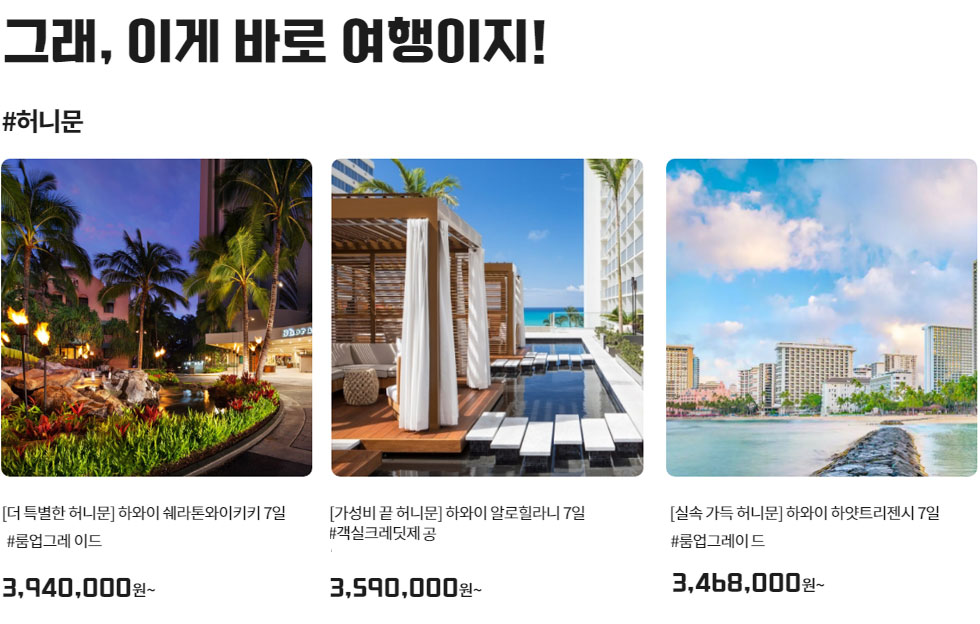 그래, 이게 바로 여행이지!
#허니문
[더 특별한 허니문] 하와이 쉐라톤와이키키 7일
#룸업그레 이드
3,940,000원~
[가성비 끝 허니문] 하와이 알로힐라니 7일
#객실크레딧제 공
3,590,000원~
[실속 가득 허니문] 하와이 하얏트리젠시 7일
#룸업그레이 드
3,468,000원~